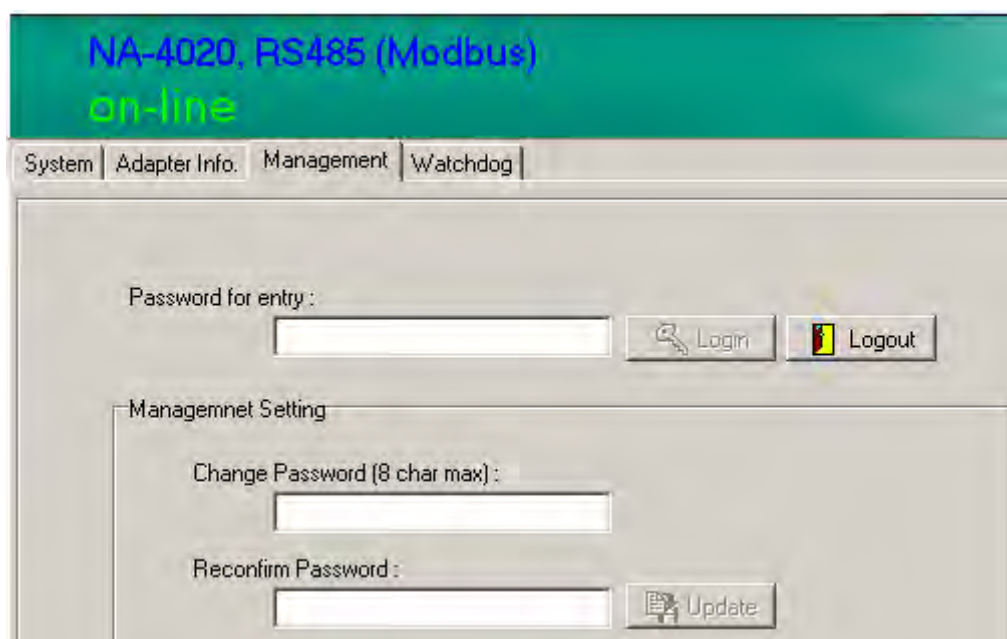 NA-4020, RS485 (Modbus)
on-line
System Adapter Info. Management Watchdog
Password for entry :
Login Logout
Managemnet Setting
Change Password (8 char max) :
Reconfirm Password :
Update